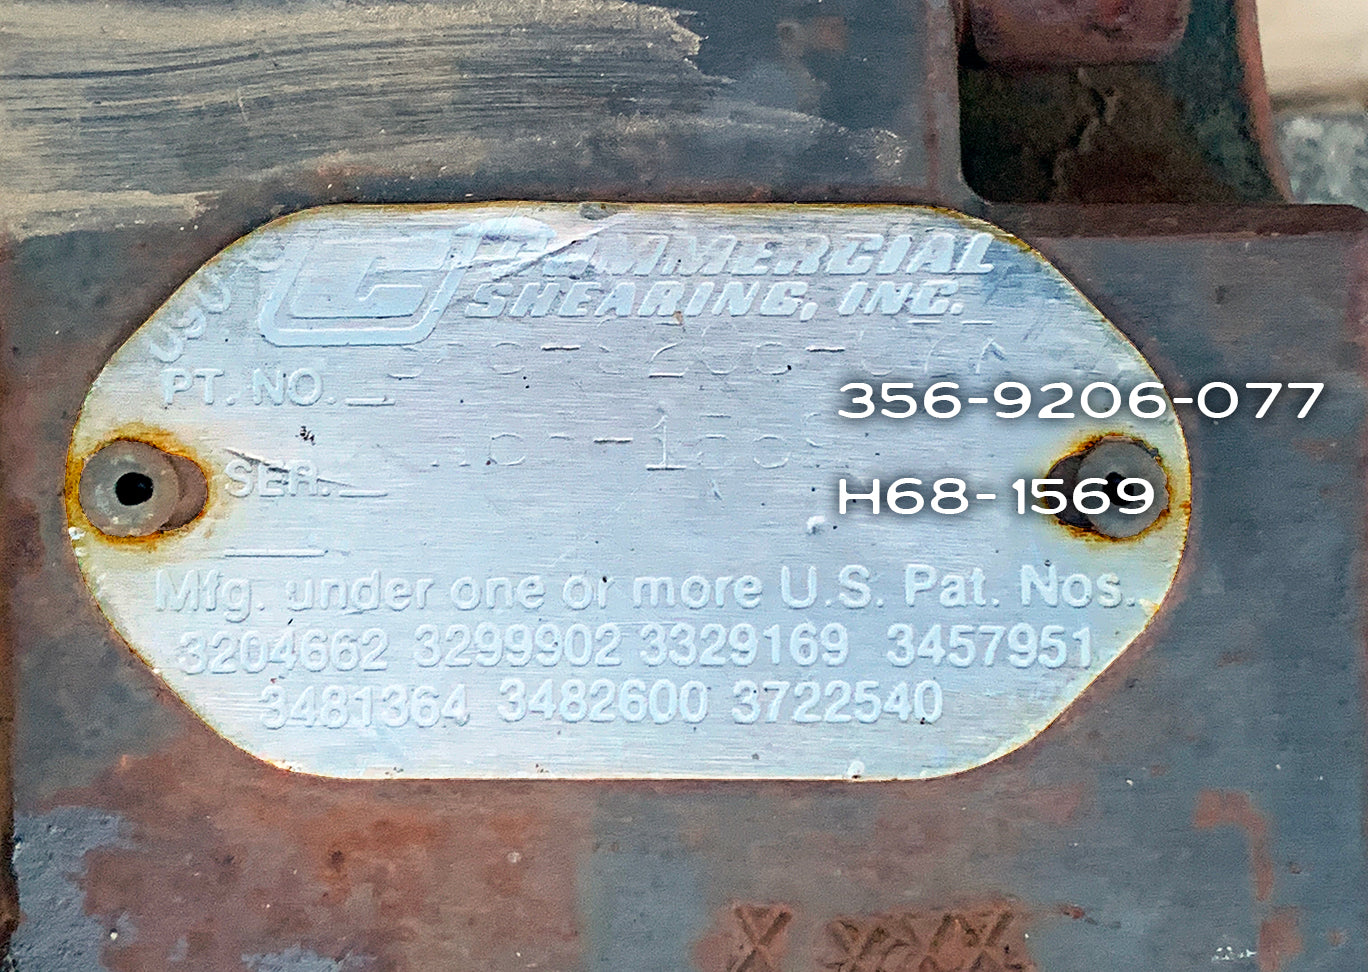 COMMERCIAL
SHEARING, INC.
PT. NO.
356-9206-077
SER.
H68-1569
Mfg. under one or more U.S. Pat. Nos.
3204662 3299902 3329169 3457951
3481364 3482600 3722540